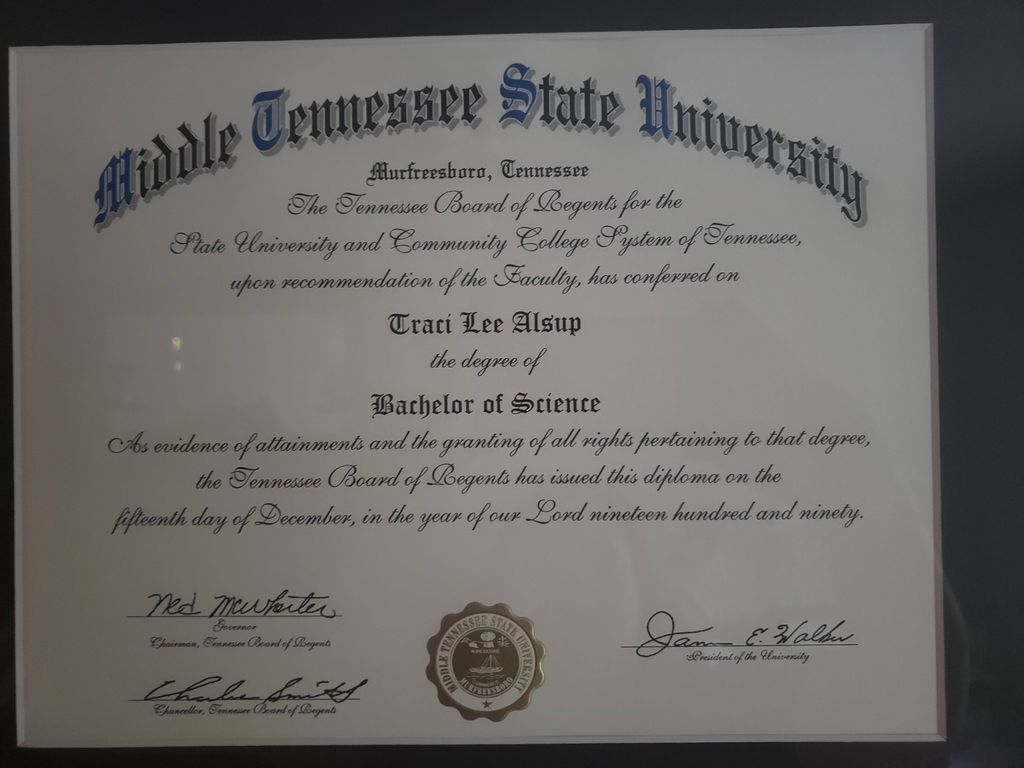 Middle Tennessee State University
Murfreesboro, Tennessee
The Tennessee Board of Regents for the
State University and Community College System of Tennessee,
upon recommendation of the Faculty, has conferred on
Traci Lee Alsup
the degree of
Bachelor of Science
As evidence of attainments and the granting of all rights pertaining to that degree,
the Tennessee Board of Regents has issued this diploma on the
fifteenth day of December, in the year of our Lord nineteen hundred and ninety.
Ned McWherter
Governor
Chairman, Tennessee Board of Regents
Charles Smith
Chancellor, Tennessee Board of Regents
MIDDLE TENNESSEE STATE UNIVERSITY
AGRICULTURE
COMMERCE
MURFREESBORO
James E. Walker
President of the University